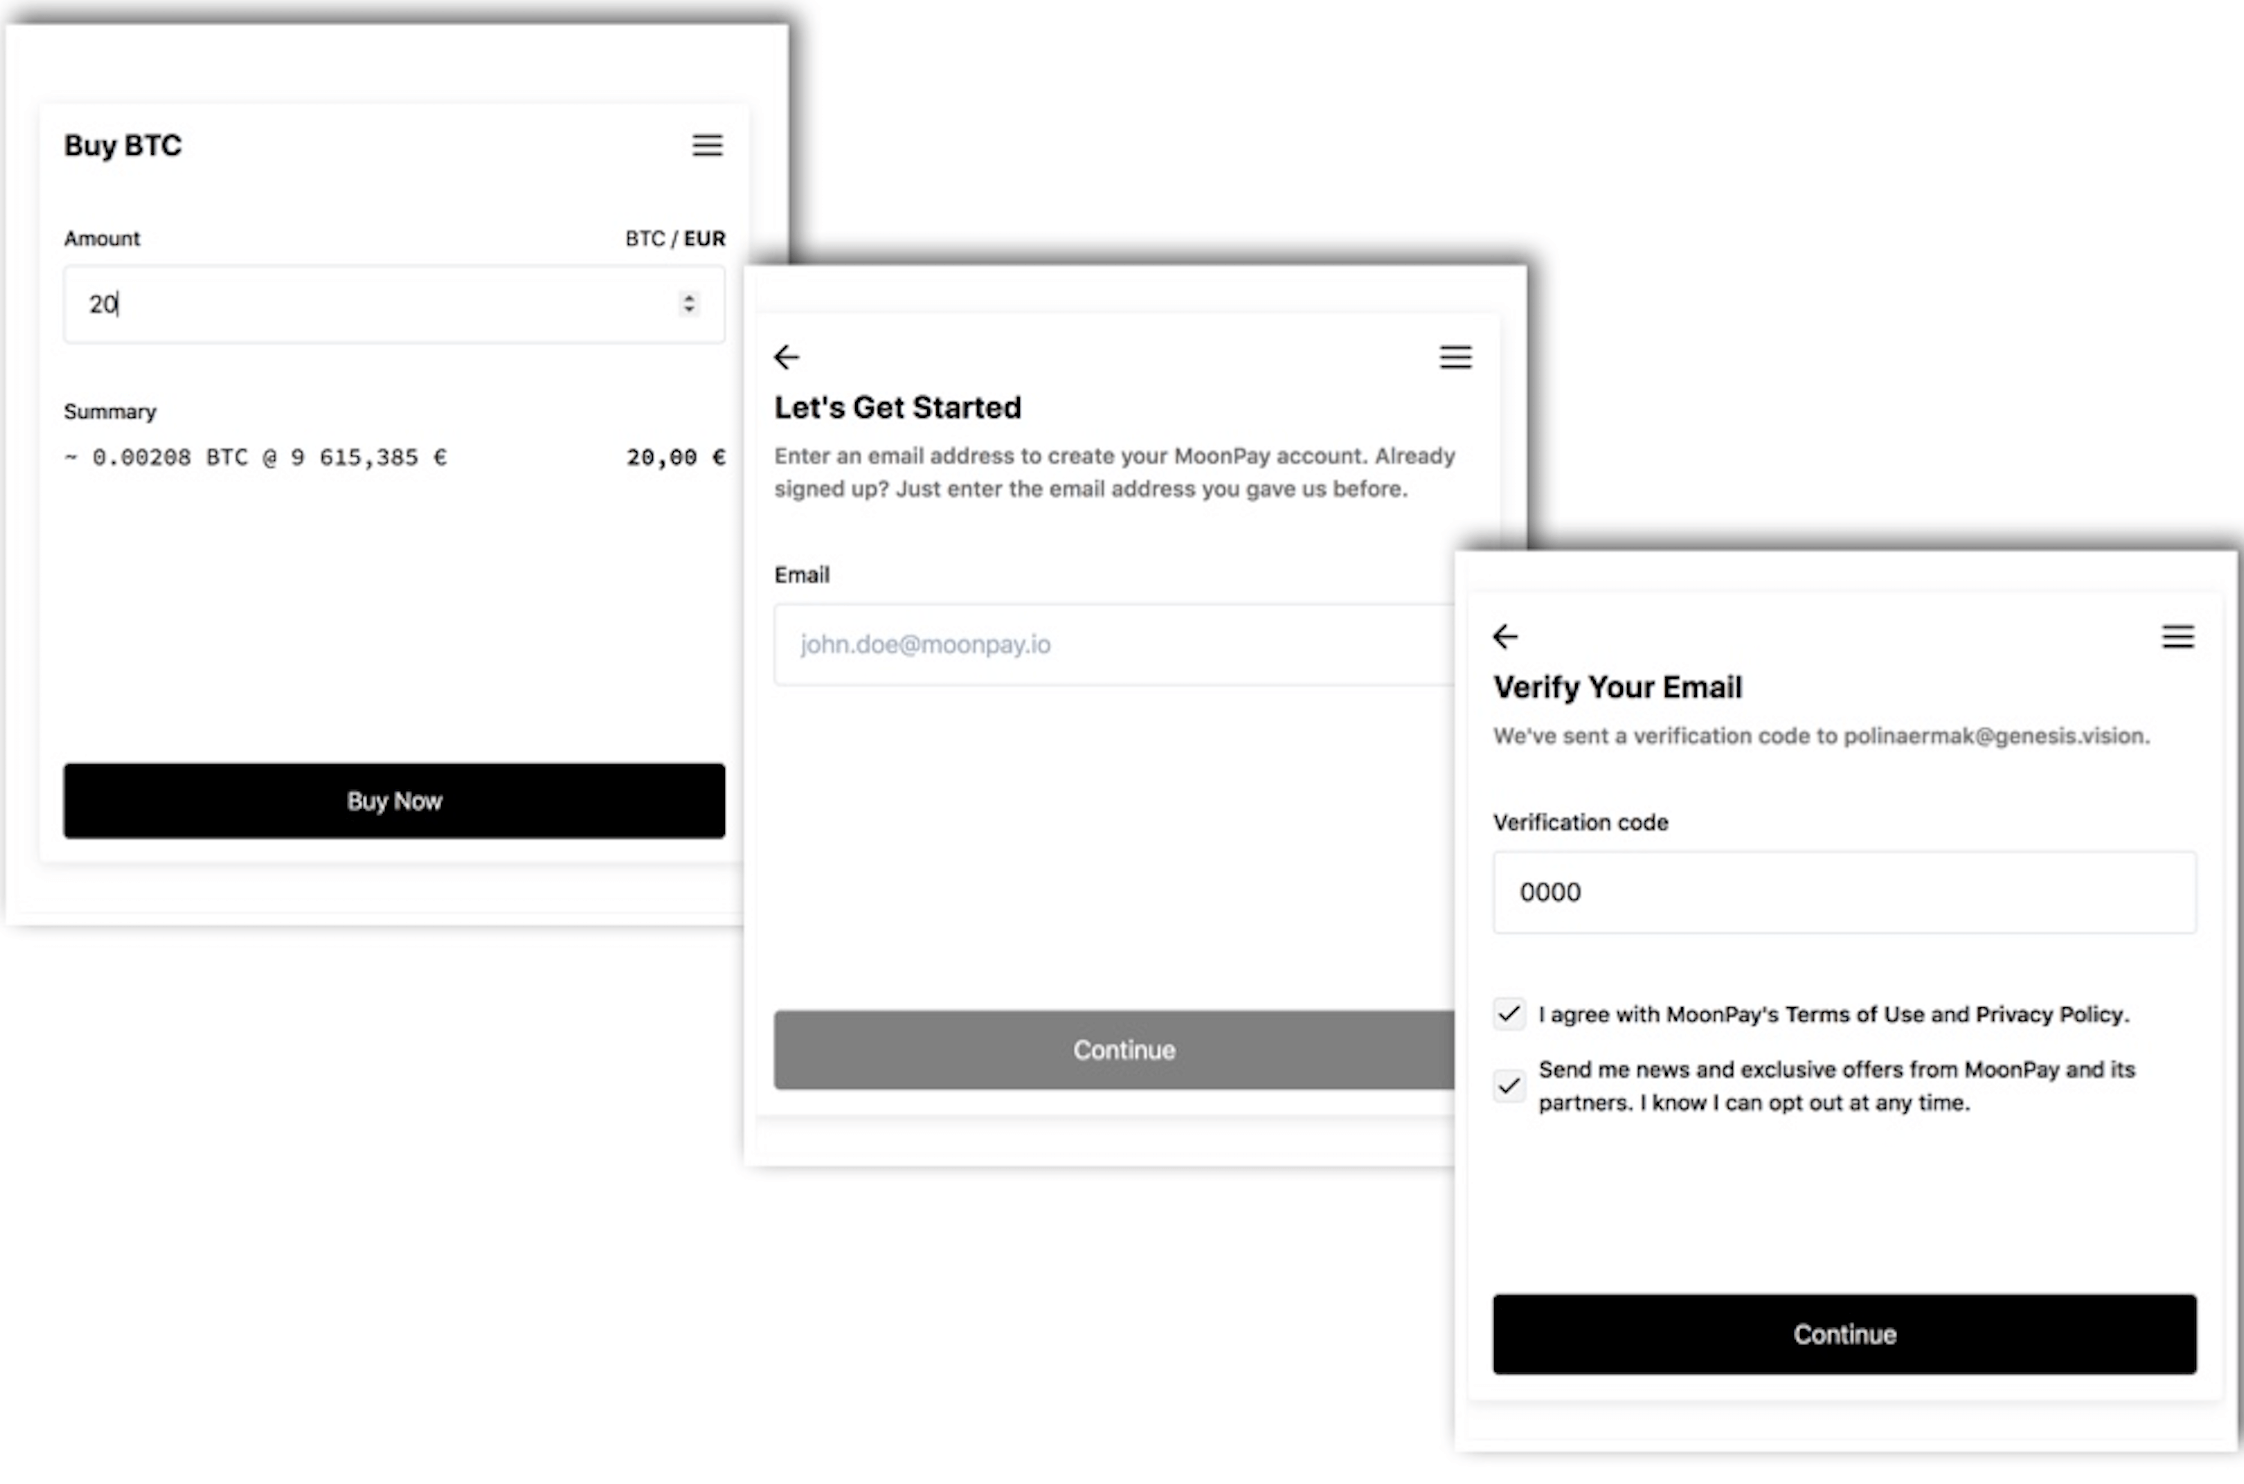 Buy BTC
Amount
BTC / EUR
20
Summary
~ 0.00208 BTC @ 9 615,385 €
20,00 €
Buy Now
Let's Get Started
Enter an email address to create your MoonPay account. Already
signed up? Just enter the email address you gave us before.
Email
john.doe@moonpay.io
Continue
Verify Your Email
We've sent a verification code to polinaermak@genesis.vision.
Verification code
0000
I agree with MoonPay's Terms of Use and Privacy Policy.
Send me news and exclusive offers from MoonPay and its
partners. I know I can opt out at any time.
Continue